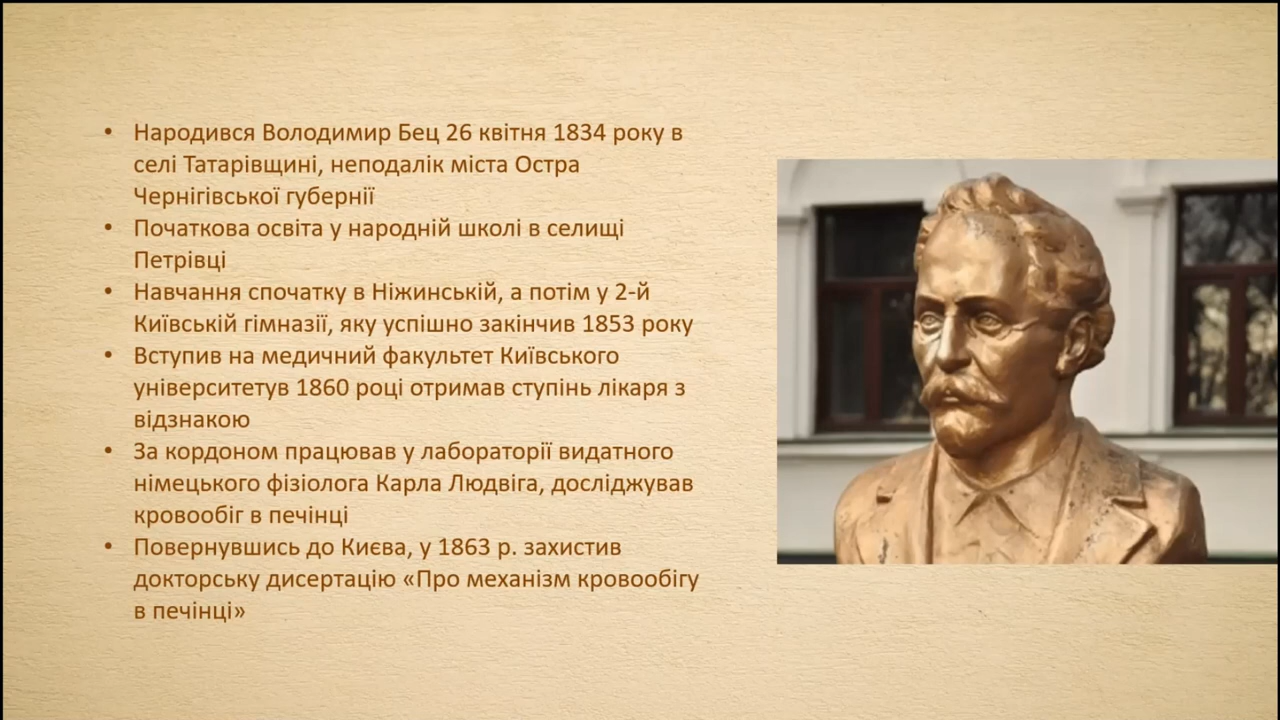 • Народився Володимир Бец 26 квітня 1834 року в
селі Татарівщині, неподалік міста Остра
Чернігівської губернії
• Початкова освіта у народній школі в селищі
Петрівці
• Навчання спочатку в Ніжинській, а потім у 2-й
Київській гімназії, яку успішно закінчив 1853 року
• Вступив на медичний факультет Київського
університетув 1860 році отримав ступінь лікаря з
відзнакою
• За кордоном працював у лабораторії видатного
німецького фізіолога Карла Людвіга, досліджував
кровообіг в печінці
• Повернувшись до Києва, у 1863 р. захистив
докторську дисертацію «Про механізм кровообігу
в печінці»